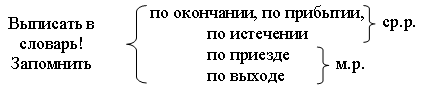 Выписать в
словарь!
Запомнить
по окончании, по прибытии,
по истечении
ср.р.
по приезде
по выходе
м.р.